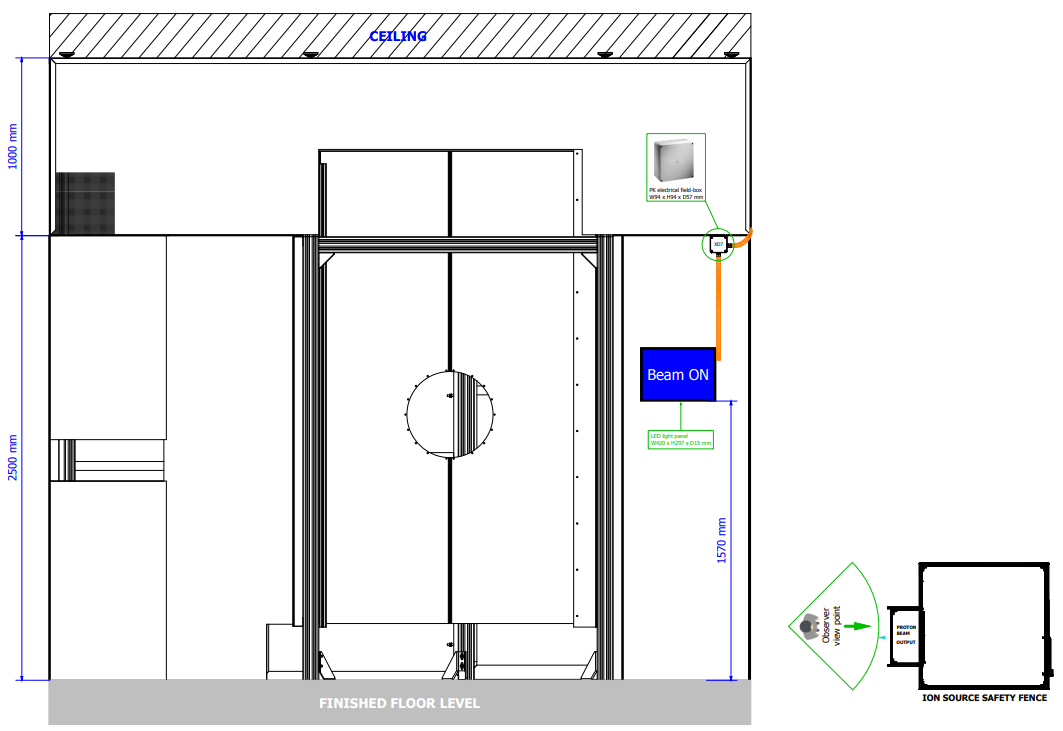 CEILING
1000 mm
PK electrical field-box
W94 x H94 x D57 mm
X07
Beam ON
LED light panel
W420 x H297 x D15 mm
2500 mm
1570 mm
Observer
view point
PROTON
BEAM
OUTPUT
ION SOURCE SAFETY FENCE
FINISHED FLOOR LEVEL